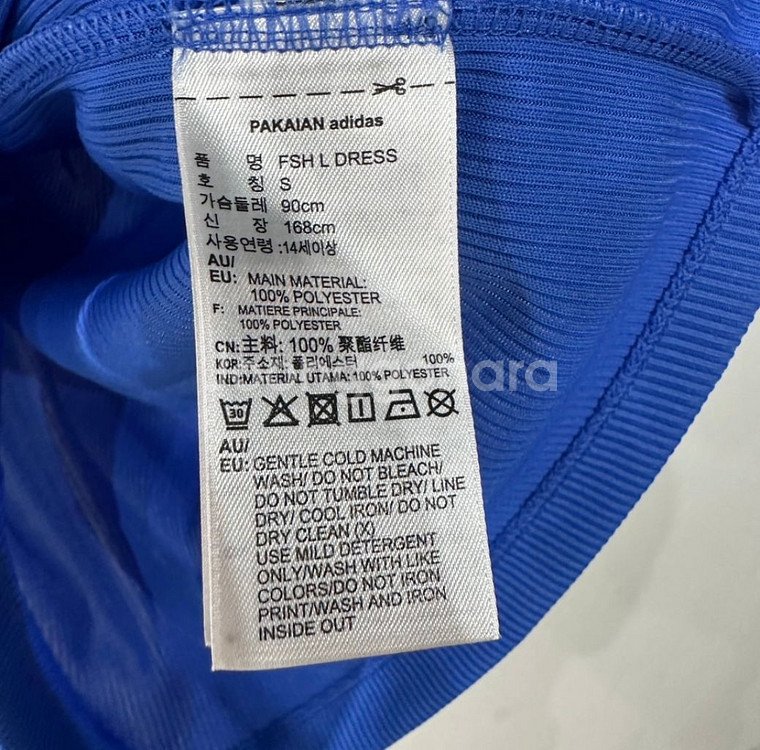 PAKAIAN adidas
품 명 FSH L DRESS
호 칭 S
가슴둘레 90cm
신 장 168cm
사용연령 :14세이상
AU/
EU: MAIN MATERIAL:
100% POLYESTER
F: MATIERE PRINCIPALE:
100% POLYESTER
CN:主料: 100% 聚酯纤维
KOR:주소재: 폴리에스터 100%
IND:MATERIAL UTAMA: 100% POLYESTER
ara
30
AU/
EU: GENTLE COLD MACHINE
WASH/ DO NOT BLEACH/
DO NOT TUMBLE DRY/ LINE
DRY/ COOL IRON/ DO NOT
DRY CLEAN (X)
USE MILD DETERGENT
ONLY/WASH WITH LIKE
COLORS/DO NOT IRON
PRINT/WASH AND IRON
INSIDE OUT